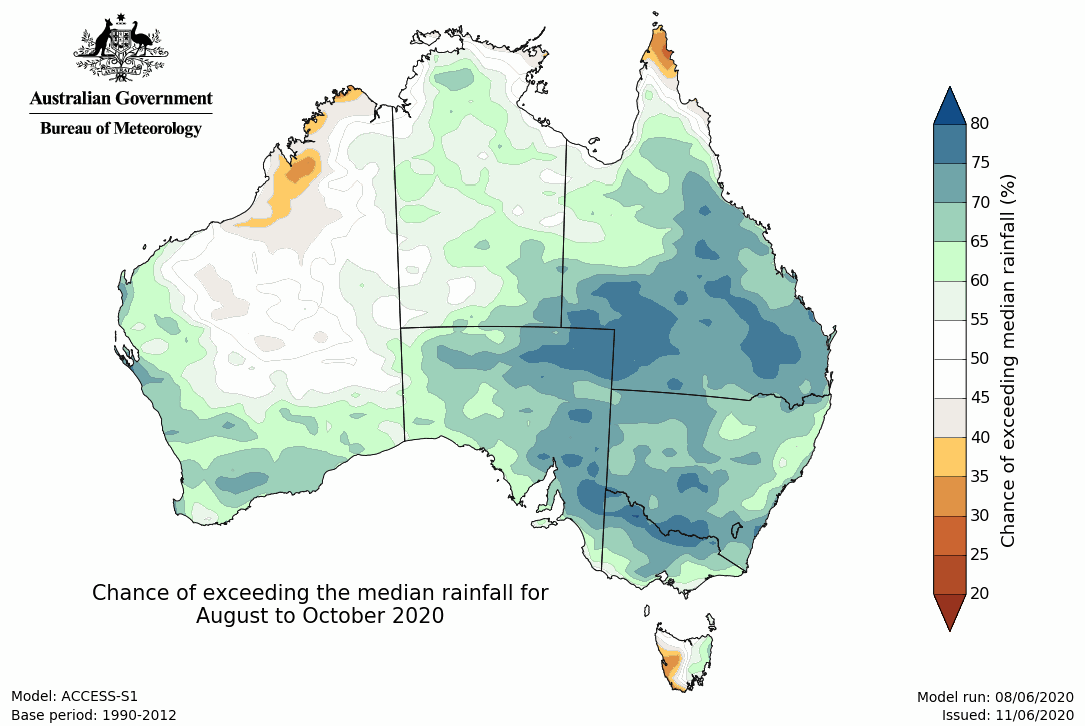 AUSTRALIA
Australian Government
Bureau of Meteorology
80
75
70
65
60
55
50
45
40
35
30
25
20
Chance of exceeding median rainfall (%)
Chance of exceeding the median rainfall for
August to October 2020
Model: ACCESS-S1
Base period: 1990-2012
Model run: 08/06/2020
Issued: 11/06/2020